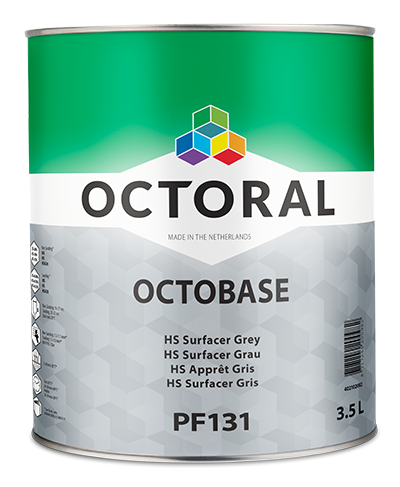 OCTORAL
MADE IN THE NETHERLANDS
OCTOBASE
HS Surfacer Grey
HS Surfacer Grau
HS Apprêt Gris
HS Surfacer Gris
PF131
3.5 L